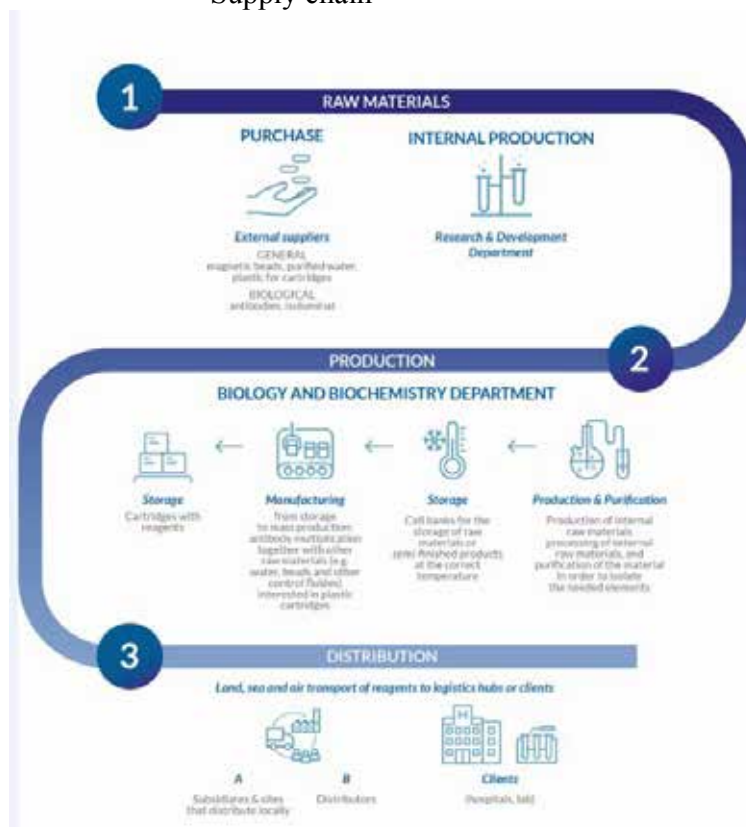 Supply chain
1
RAW MATERIALS
PURCHASE
INTERNAL PRODUCTION
External suppliers
GENERAL
magnetic beads, purified water,
plastic for cartridges
BIOLOGICAL
antibodies,
Research & Development
Department
PRODUCTION
2
BIOLOGY AND BIOCHEMISTRY DEPARTMENT
Storage
Cartridges with
reagents
Manufacturing
from storage
to mass production:
antibody multiplication
together with other
raw materials (e.g.
water, beads and other
control fluides)
interested in plastic
cartridges
Storage
Cell banks for the
storage of raw
materials or
semi finished products
at the correct
temperature
Production & Purification
Production of internal
raw materials,
processing of internal
raw materials, and
purification of the material
in order to isolate
the needed elements
3
DISTRIBUTION
Land, sea and air transport of reagents to logistics hubs or clients
A
Subsidiares & sites
that distribute locally
B
Distributors
H
Clients
(hospitals, lab)